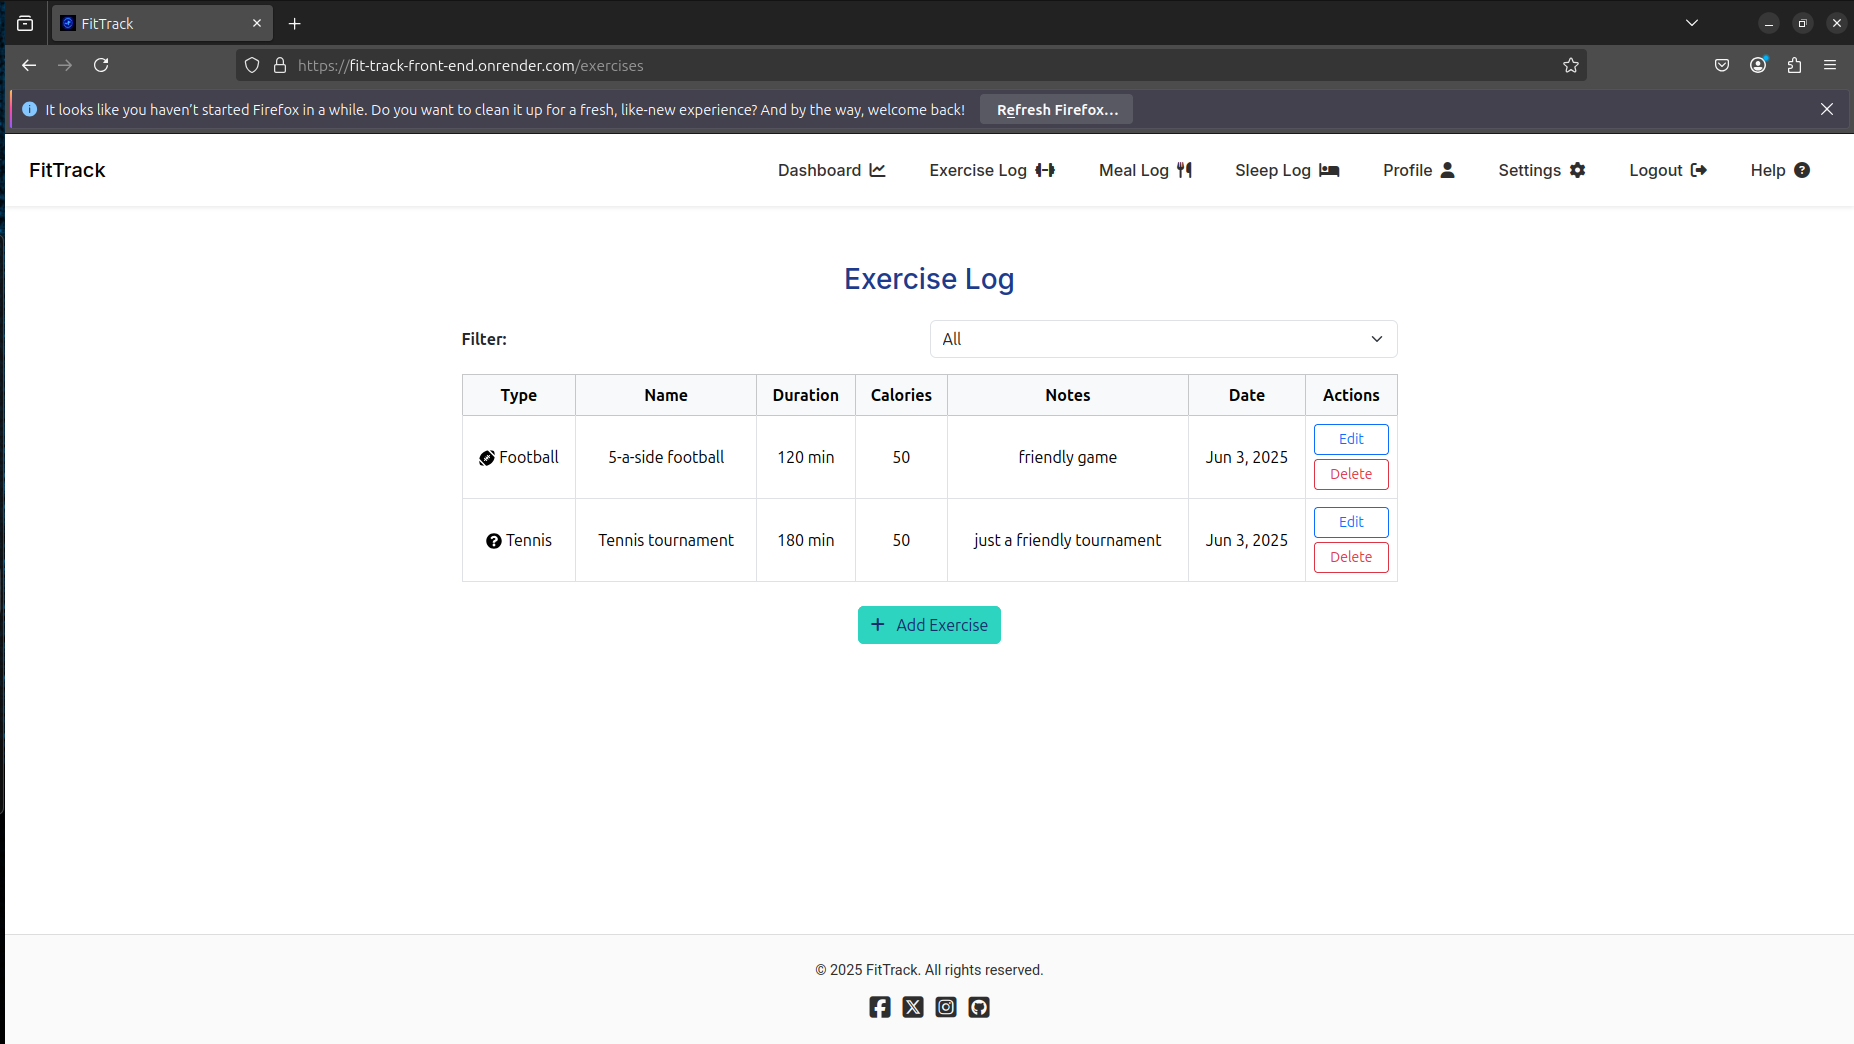 FitTrack
https://fit-track-front-end.onrender.com/exercises
It looks like you haven't started Firefox in a while. Do you want to clean it up for a fresh, like-new experience? And by the way, welcome back! Refresh Firefox...
FitTrack Dashboard Exercise Log Meal Log Sleep Log Profile Settings Logout Help
Exercise Log
Filter: All
Type Name Duration Calories Notes Date Actions
Football 5-a-side football 120 min 50 friendly game Jun 3, 2025 Edit
Delete
Tennis Tennis tournament 180 min 50 just a friendly tournament Jun 3, 2025 Edit
Delete
+ Add Exercise
© 2025 FitTrack. All rights reserved.